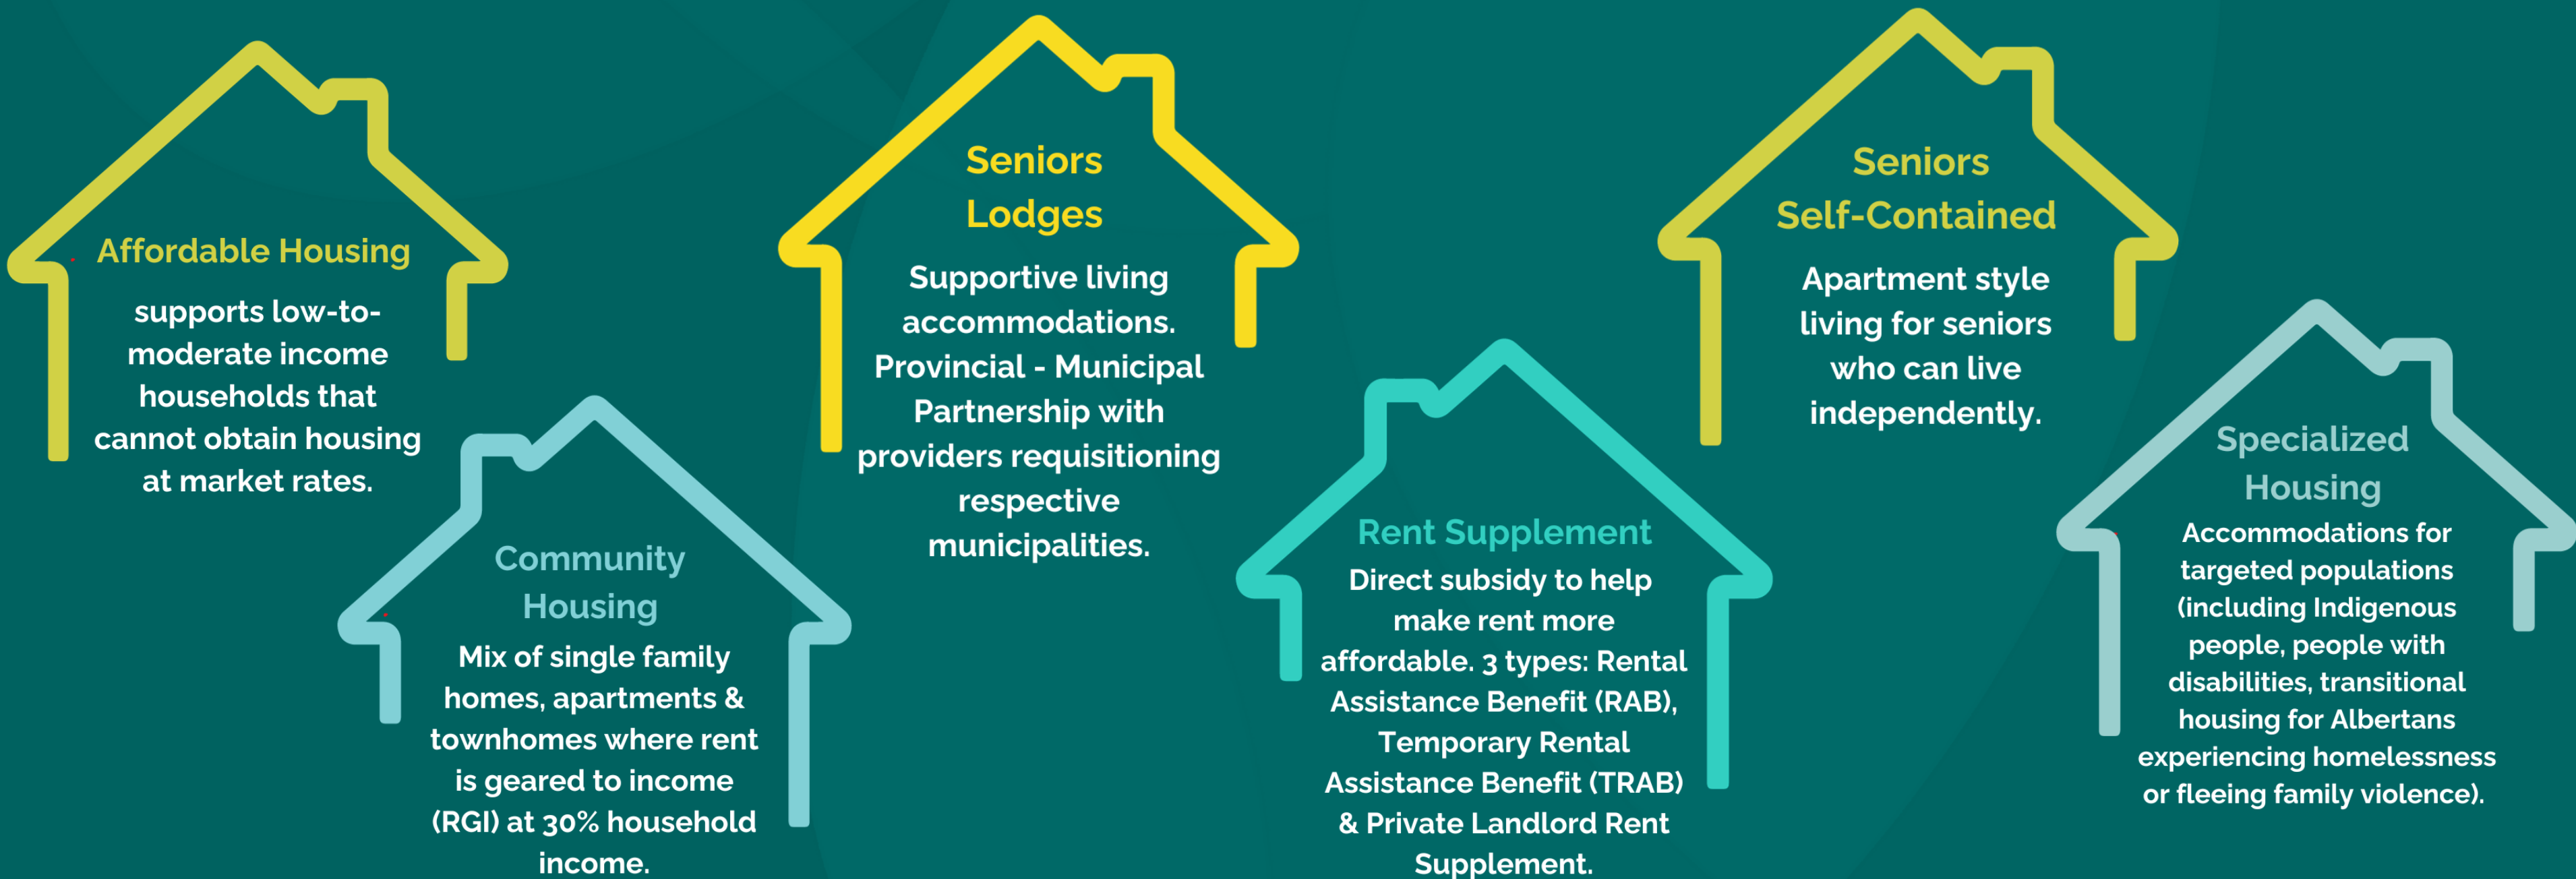 Affordable Housing
supports low-to-
moderate income
households that
cannot obtain housing
at market rates.
Community
Housing
Mix of single family
homes, apartments &
townhomes where rent
is geared to income
(RGI) at 30% household
income.
Seniors
Lodges
Supportive living
accommodations.
Provincial - Municipal
Partnership with
providers requisitioning
respective
municipalities.
Rent Supplement
Direct subsidy to help
make rent more
affordable. 3 types: Rental
Assistance Benefit (RAB),
Temporary Rental
Assistance Benefit (TRAB)
& Private Landlord Rent
Supplement.
Seniors
Self-Contained
Apartment style
living for seniors
who can live
independently.
Specialized
Housing
Accommodations for
targeted populations
(including Indigenous
people, people with
disabilities, transitional
housing for Albertans
experiencing homelessness
or fleeing family violence).